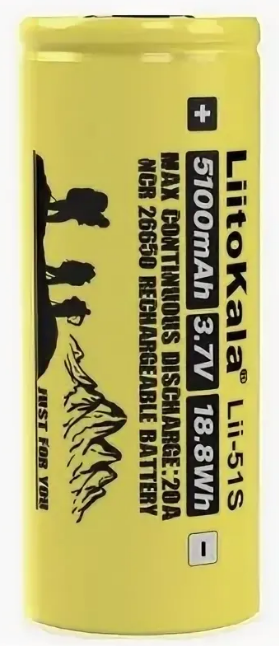 LiitoKala® Lii-51S
+ 5100mAh 3.7V 18.8Wh -
MAX CONTINUOUS DISCHARGE:20A
NCR 26650 RECHARGEABLE BATTERY
JUST FOR YOU